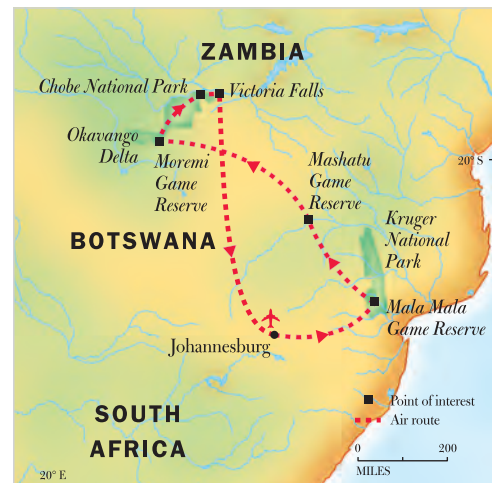 ZAMBIA
Chobe National Park
Victoria Falls
Okavango
Delta
Moremi
Game
Reserve
Mashatu
Game
Reserve
20° S
Kruger
National
Park
BOTSWANA
Mala Mala
Game Reserve
Johannesburg
SOUTH
AFRICA
Point of interest
Air route
0 200
MILES
20° E